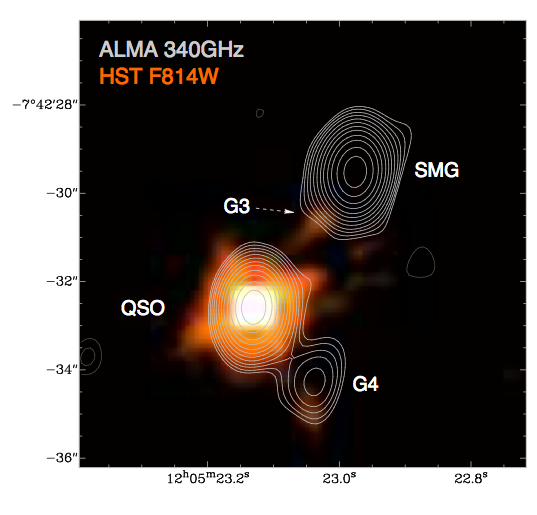 ALMA 340GHz
HST F814W
-7°42′28″
SMG
-30″
G3
-32″
QSO
-34″
G4
-36″
12ʰ05ᵐ23.2ˢ 23.0ˢ 22.8ˢ